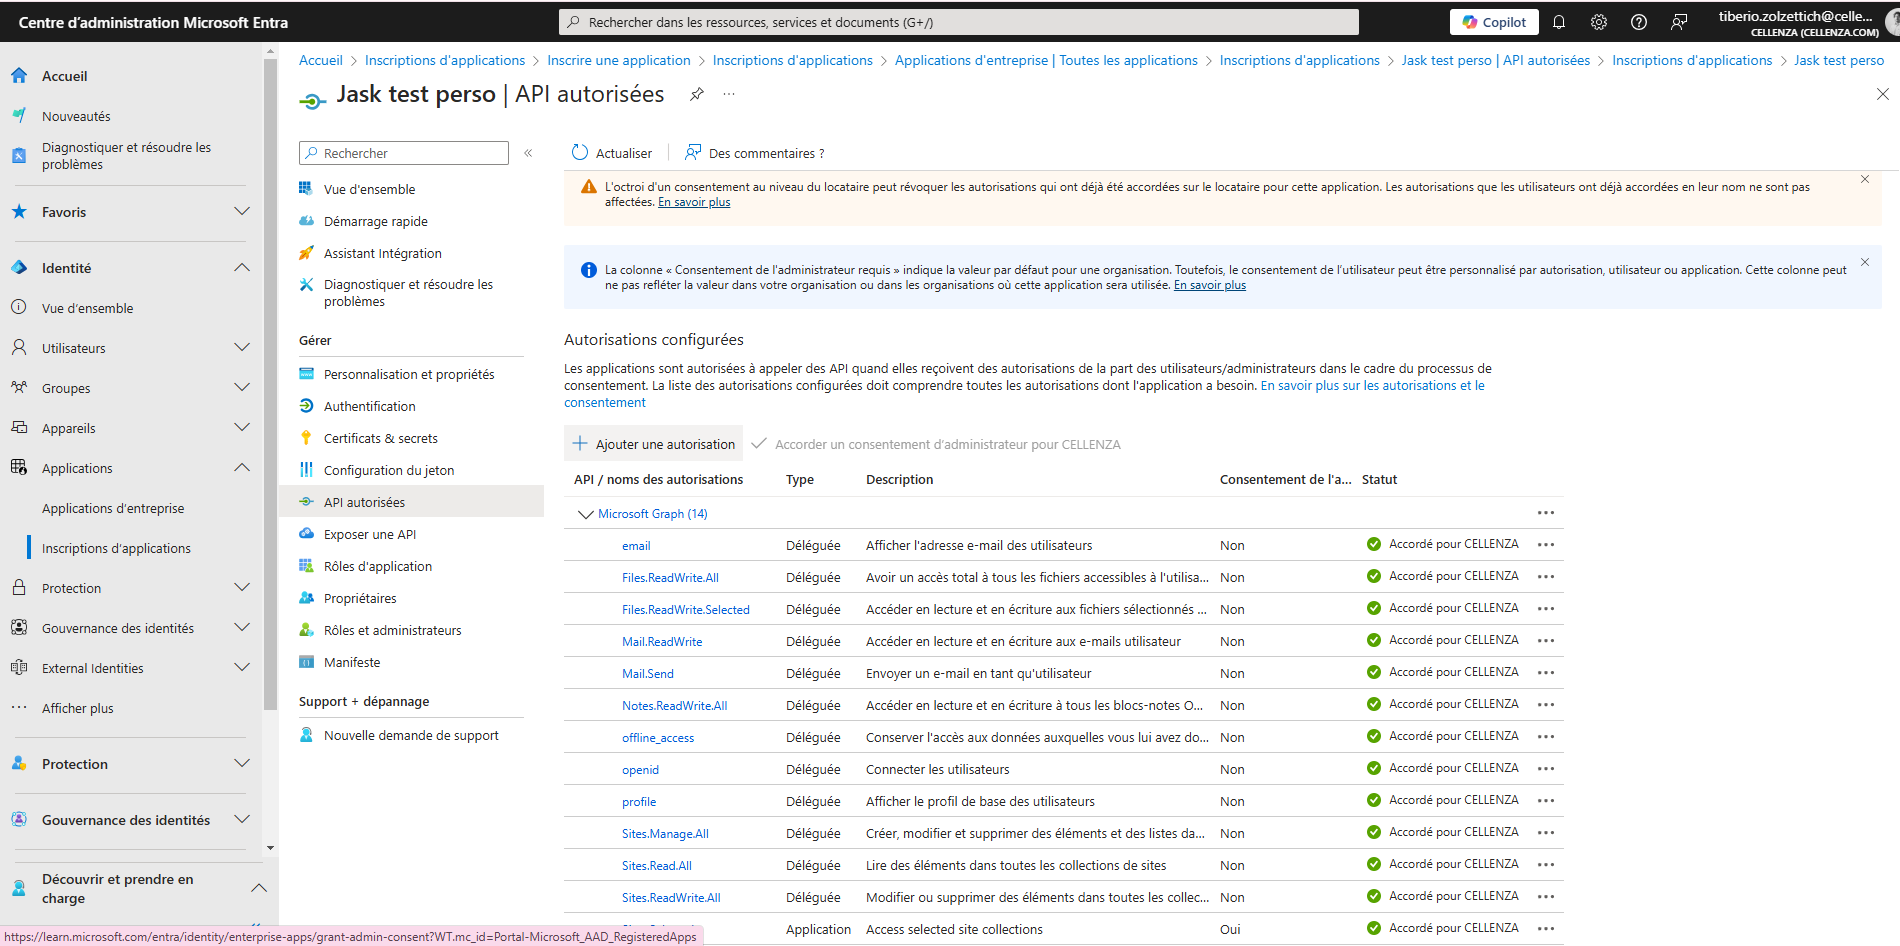 Centre d'administration Microsoft Entra
Rechercher dans les ressources, services et documents (G+/)
Copilot
tiberio.zolzettich@celle...
CELLENZA (CELLENZA.COM)
Accueil > Inscriptions d'applications > Inscrire une application > Inscriptions d'applications > Applications d'entreprise | Toutes les applications > Inscriptions d'applications > Jask test perso | API autorisées > Inscriptions d'applications > Jask test perso
Jask test perso | API autorisées
Accueil
Nouveautés
Diagnostiquer et résoudre les
problèmes
Favoris
Identité
Vue d'ensemble
Utilisateurs
Groupes
Appareils
Applications
Applications d'entreprise
Inscriptions d'applications
Protection
Gouvernance des identités
External Identities
Afficher plus
Protection
Gouvernance des identités
Découvrir et prendre en
charge
Rechercher
Vue d'ensemble
Démarrage rapide
Assistant Intégration
Diagnostiquer et résoudre les
problèmes
Gérer
Personnalisation et propriétés
Authentification
Certificats & secrets
Configuration du jeton
API autorisées
Exposer une API
Rôles d'application
Propriétaires
Rôles et administrateurs
Manifeste
Support + dépannage
Nouvelle demande de support
Actualiser
Des commentaires ?
L'octroi d'un consentement au niveau du locataire peut révoquer les autorisations qui ont déjà été accordées sur le locataire pour cette application. Les autorisations que les utilisateurs ont déjà accordées en leur nom ne sont pas
affectées. En savoir plus
La colonne « Consentement de l'administrateur requis » indique la valeur par défaut pour une organisation. Toutefois, le consentement de l'utilisateur peut être personnalisé par autorisation, utilisateur ou application. Cette colonne peut
ne pas refléter la valeur dans votre organisation ou dans les organisations où cette application sera utilisée. En savoir plus
Autorisations configurées
Les applications sont autorisées à appeler des API quand elles reçoivent des autorisations de la part des utilisateurs/administrateurs dans le cadre du processus de
consentement. La liste des autorisations configurées doit comprendre toutes les autorisations dont l'application a besoin. En savoir plus sur les autorisations et le
consentement
Ajouter une autorisation
Accorder un consentement d'administrateur pour CELLENZA
API / noms des autorisations Type Description Consentement de l'a... Statut
Microsoft Graph (14)
email Déléguée Afficher l'adresse e-mail des utilisateurs Non Accordé pour CELLENZA
Files.ReadWrite.All Déléguée Avoir un accès total à tous les fichiers accessibles à l'utilisa... Non Accordé pour CELLENZA
Files.ReadWrite.Selected Déléguée Accéder en lecture et en écriture aux fichiers sélectionnés ... Non Accordé pour CELLENZA
Mail.ReadWrite Déléguée Accéder en lecture et en écriture aux e-mails utilisateur Non Accordé pour CELLENZA
Mail.Send Déléguée Envoyer un e-mail en tant qu'utilisateur Non Accordé pour CELLENZA
Notes.ReadWrite.All Déléguée Accéder en lecture et en écriture à tous les blocs-notes O... Non Accordé pour CELLENZA
offline_access Déléguée Conserver l'accès aux données auxquelles vous lui avez do... Non Accordé pour CELLENZA
openid Déléguée Connecter les utilisateurs Non Accordé pour CELLENZA
profile Déléguée Afficher le profil de base des utilisateurs Non Accordé pour CELLENZA
Sites.Manage.All Déléguée Créer, modifier et supprimer des éléments et des listes da... Non Accordé pour CELLENZA
Sites.Read.All Déléguée Lire des éléments dans toutes les collections de sites Non Accordé pour CELLENZA
Sites.ReadWrite.All Déléguée Modifier ou supprimer des éléments dans toutes les collec... Non Accordé pour CELLENZA
Application Access selected site collections Oui Accordé pour CELLENZA
https://learn.microsoft.com/entra/identity/enterprise-apps/grant-admin-consent?WT.mc_id=Portal-Microsoft_AAD_RegisteredApps